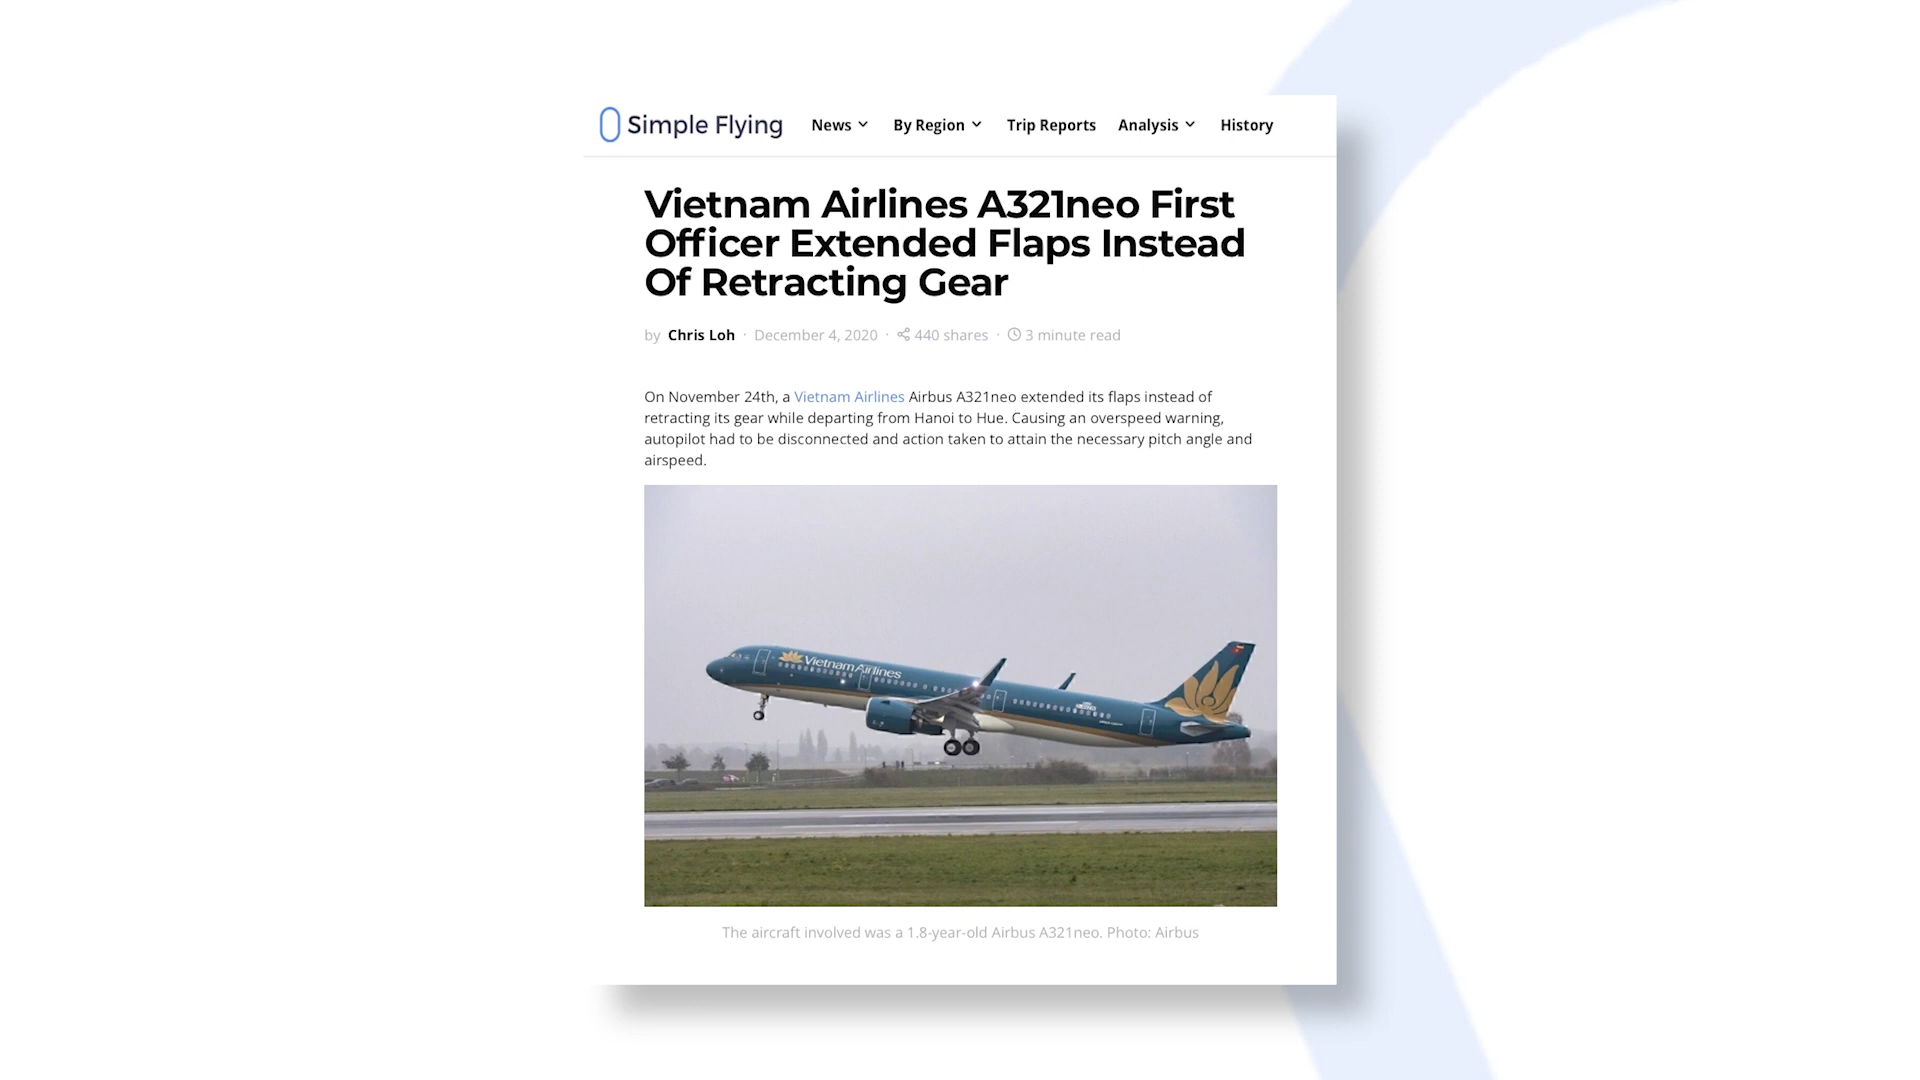 Simple Flying News By Region Trip Reports Analysis History
Vietnam Airlines A321neo First
Officer Extended Flaps Instead
Of Retracting Gear
by Chris Loh · December 4, 2020 · 440 shares · 3 minute read
On November 24th, a Vietnam Airlines Airbus A321neo extended its flaps instead of
retracting its gear while departing from Hanoi to Hue. Causing an overspeed warning,
autopilot had to be disconnected and action taken to attain the necessary pitch angle and
airspeed.
Vietnam Airlines
The aircraft involved was a 1.8-year-old Airbus A321neo. Photo: Airbus